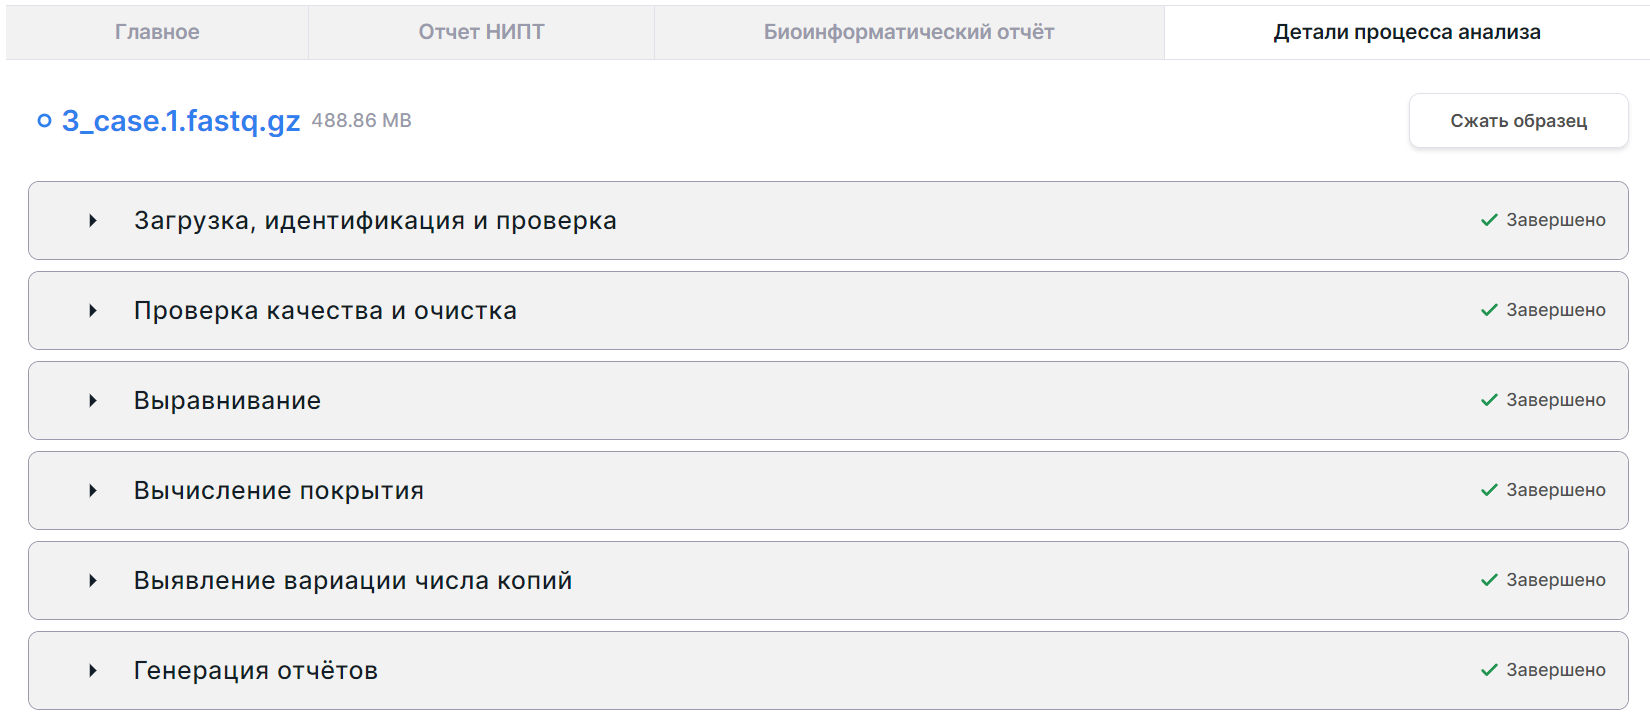 Главное Отчет НИПТ Биоинформатический отчёт Детали процесса анализа
3_case.1.fastq.gz 488.86 MB Сжать образец
Загрузка, идентификация и проверка Завершено
Проверка качества и очистка Завершено
Выравнивание Завершено
Вычисление покрытия Завершено
Выявление вариации числа копий Завершено
Генерация отчётов Завершено